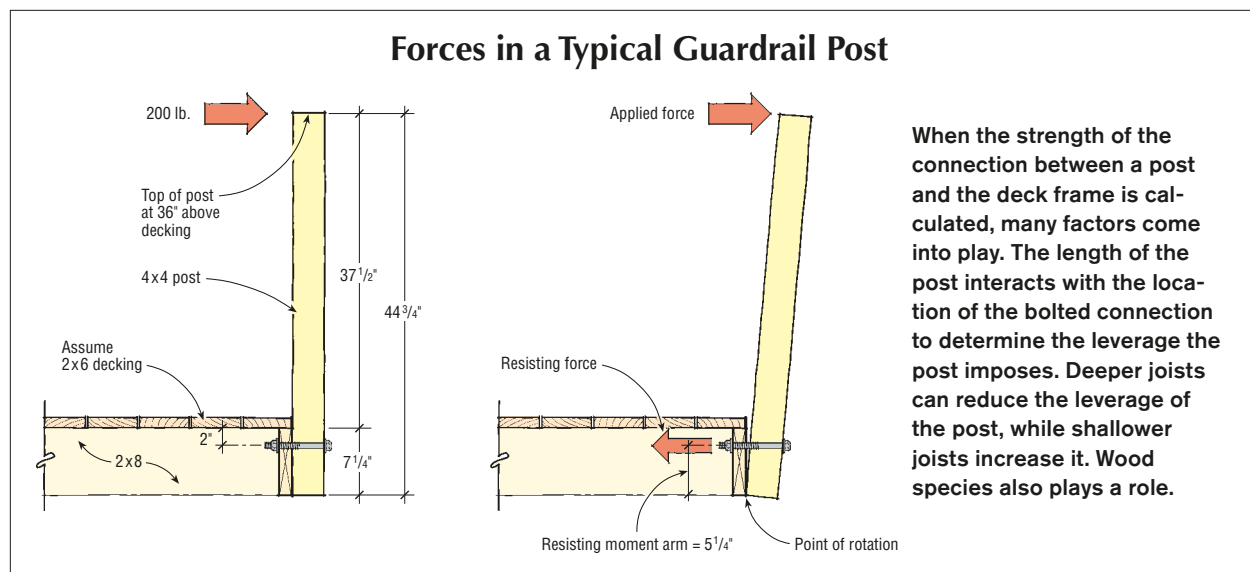 Forces in a Typical Guardrail Post
200 lb.
Top of post
at 36" above
decking
4x4 post
37 1/2"
44 3/4"
Assume
2x6 decking
2"
2x8
7 1/4"
Applied force
Resisting force
Resisting moment arm = 5 1/4"
Point of rotation
When the strength of the
connection between a post
and the deck frame is cal-
culated, many factors come
into play. The length of the
post interacts with the loca-
tion of the bolted connection
to determine the leverage the
post imposes. Deeper joists
can reduce the leverage of
the post, while shallower
joists increase it. Wood
species also plays a role.